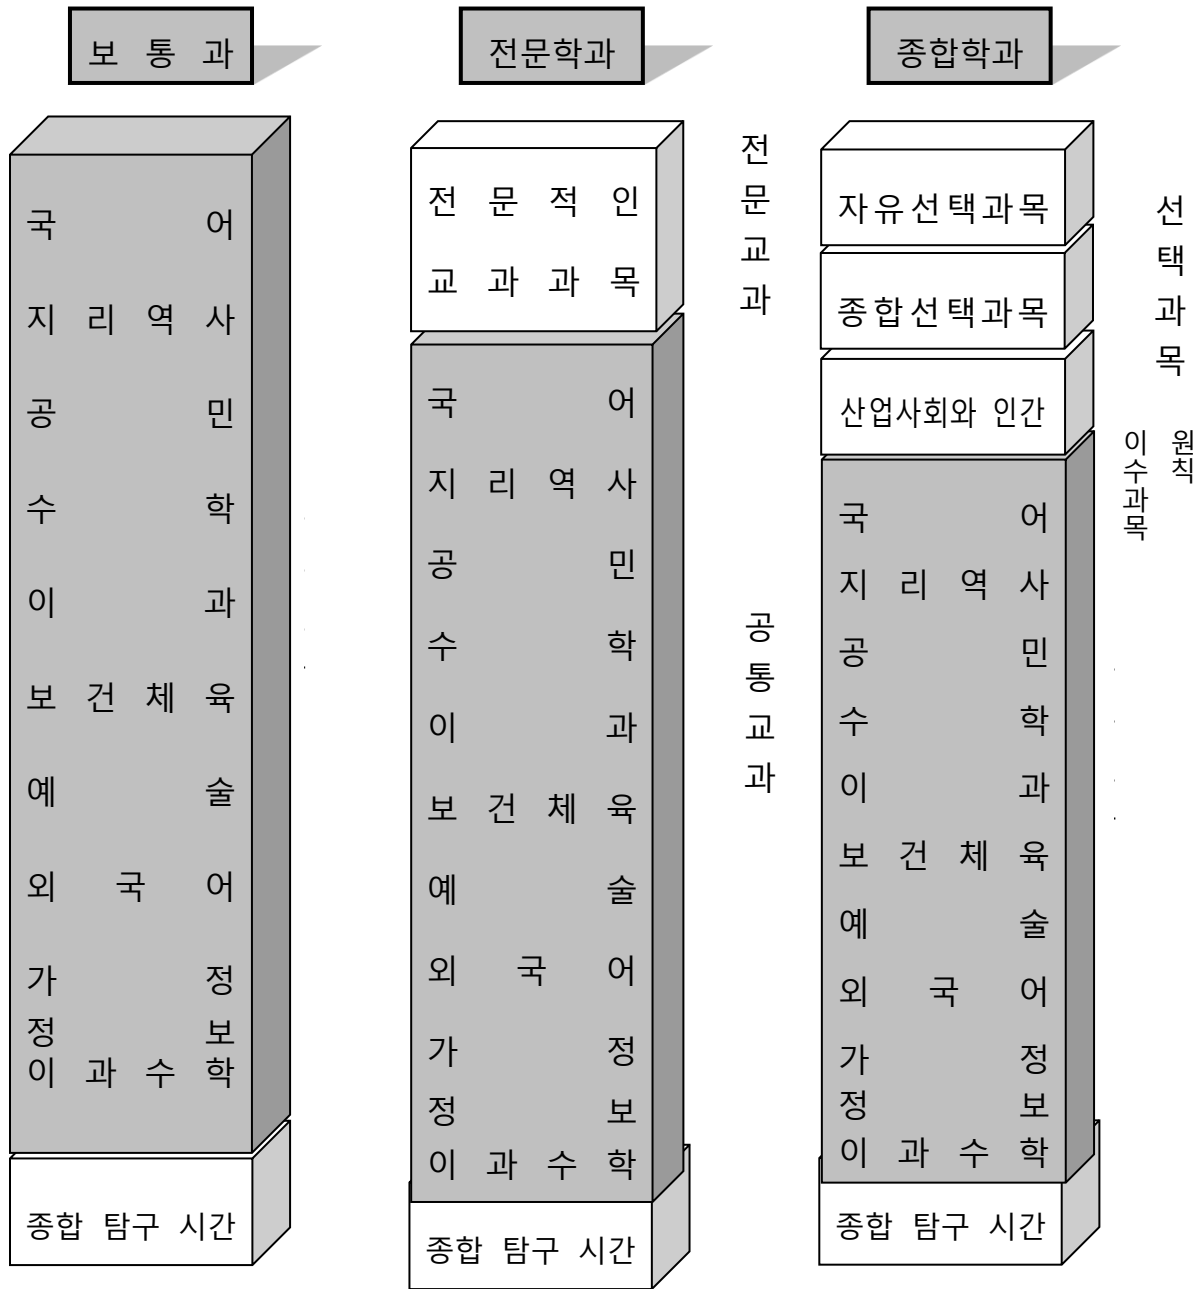 보 통 과
국 어
지 리 역 사
공 민
수 학
이 과
보 건 체 육
예 술
외 국 어
가 정
정 보
이 과 수 학
종합 탐구 시간
전문학과
전 문 적 인
교 과 과 목
국 어
지 리 역 사
공 민
수 학
이 과
보 건 체 육
예 술
외 국 어
가 정
정 보
이 과 수 학
종합 탐구 시간
전문교과
공통교과
종합학과
자유선택과목
종합선택과목
산업사회와 인간
국 어
지 리 역 사
공 민
수 학
이 과
보 건 체 육
예 술
외 국 어
가 정
정 보
이 과 수 학
종합 탐구 시간
선택과목
원칙
이수과목